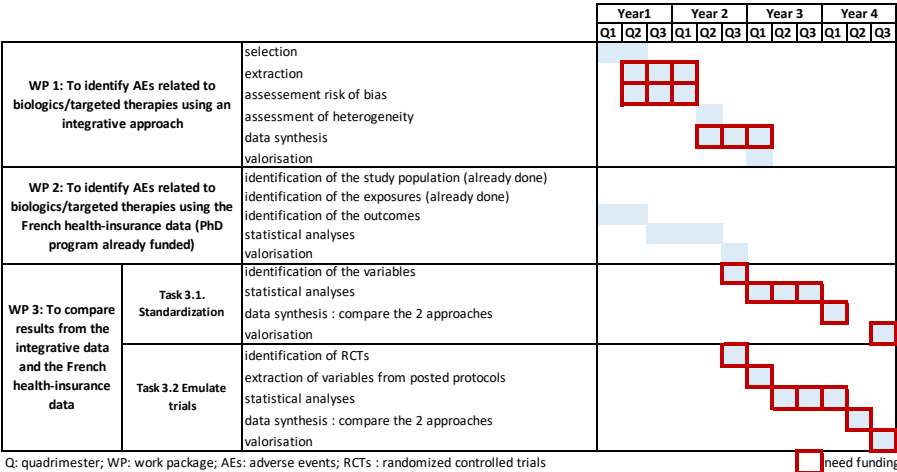 Year1 Year 2 Year 3 Year 4
Q1 Q2 Q3 Q1 Q2 Q3 Q1 Q2 Q3 Q1 Q2 Q3
WP 1: To identify AEs related to
biologics/targeted therapies using an
integrative approach
selection
extraction
assessement risk of bias
assessment of heterogeneity
data synthesis
valorisation
WP 2: To identify AEs related to
biologics/targeted therapies using the
French health-insurance data (PhD
program already funded)
identification of the study population (already done)
identification of the exposures (already done)
identification of the outcomes
statistical analyses
valorisation
WP 3: To compare
results from the
integrative data
and the French
health-insurance
data
Task 3.1.
Standardization
identification of the variables
statistical analyses
data synthesis : compare the 2 approaches
valorisation
Task 3.2 Emulate
trials
identification of RCTs
extraction of variables from posted protocols
statistical analyses
data synthesis : compare the 2 approaches
valorisation
Q: quadrimester; WP: work package; AEs: adverse events; RCTs : randomized controlled trials
need funding